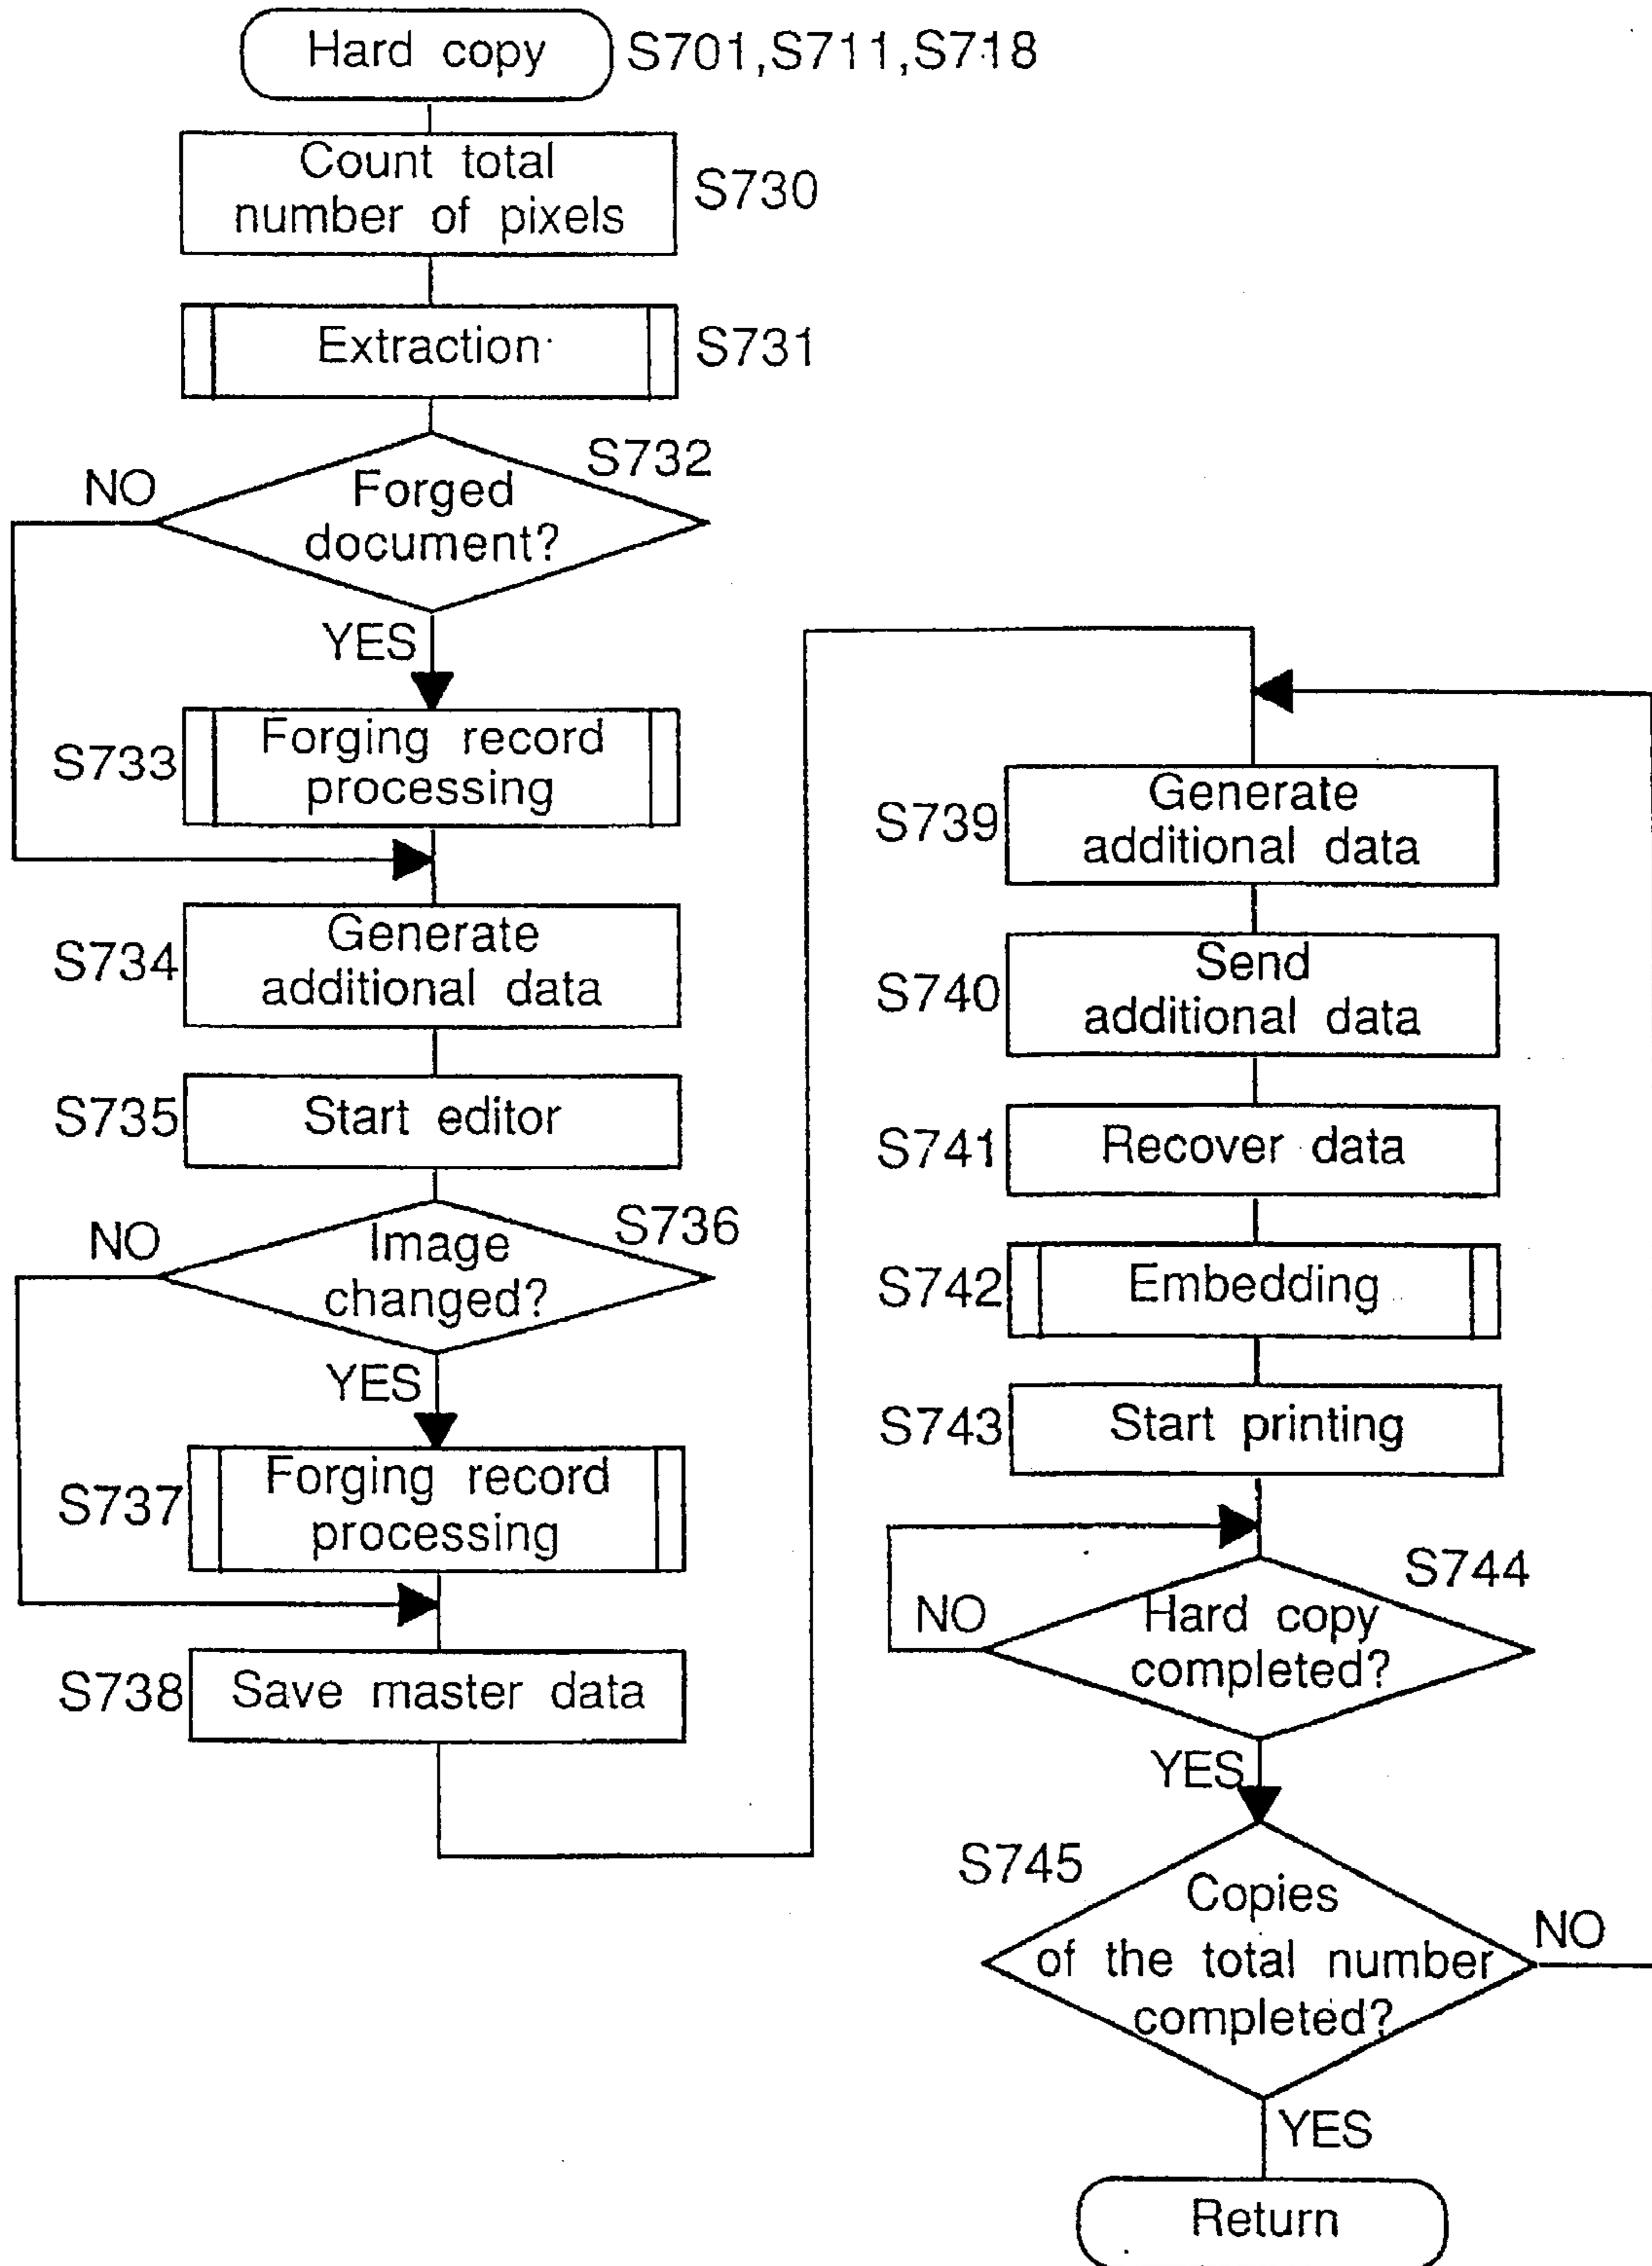 Hard copy
S701,S711,S718
Count total
number of pixels
S730
Extraction
S731
S732
NO
Forged
document?
YES
S733
Forging record
processing
S734
Generate
additional data
S735
Start editor
S736
NO
Image
changed?
YES
S737
Forging record
processing
S738
Save master data
S739
Generate
additional data
S740
Send
additional data
S741
Recover data
S742
Embedding
S743
Start printing
S744
NO
Hard copy
completed?
YES
S745
Copies
of the total number
completed?
NO
YES
Return